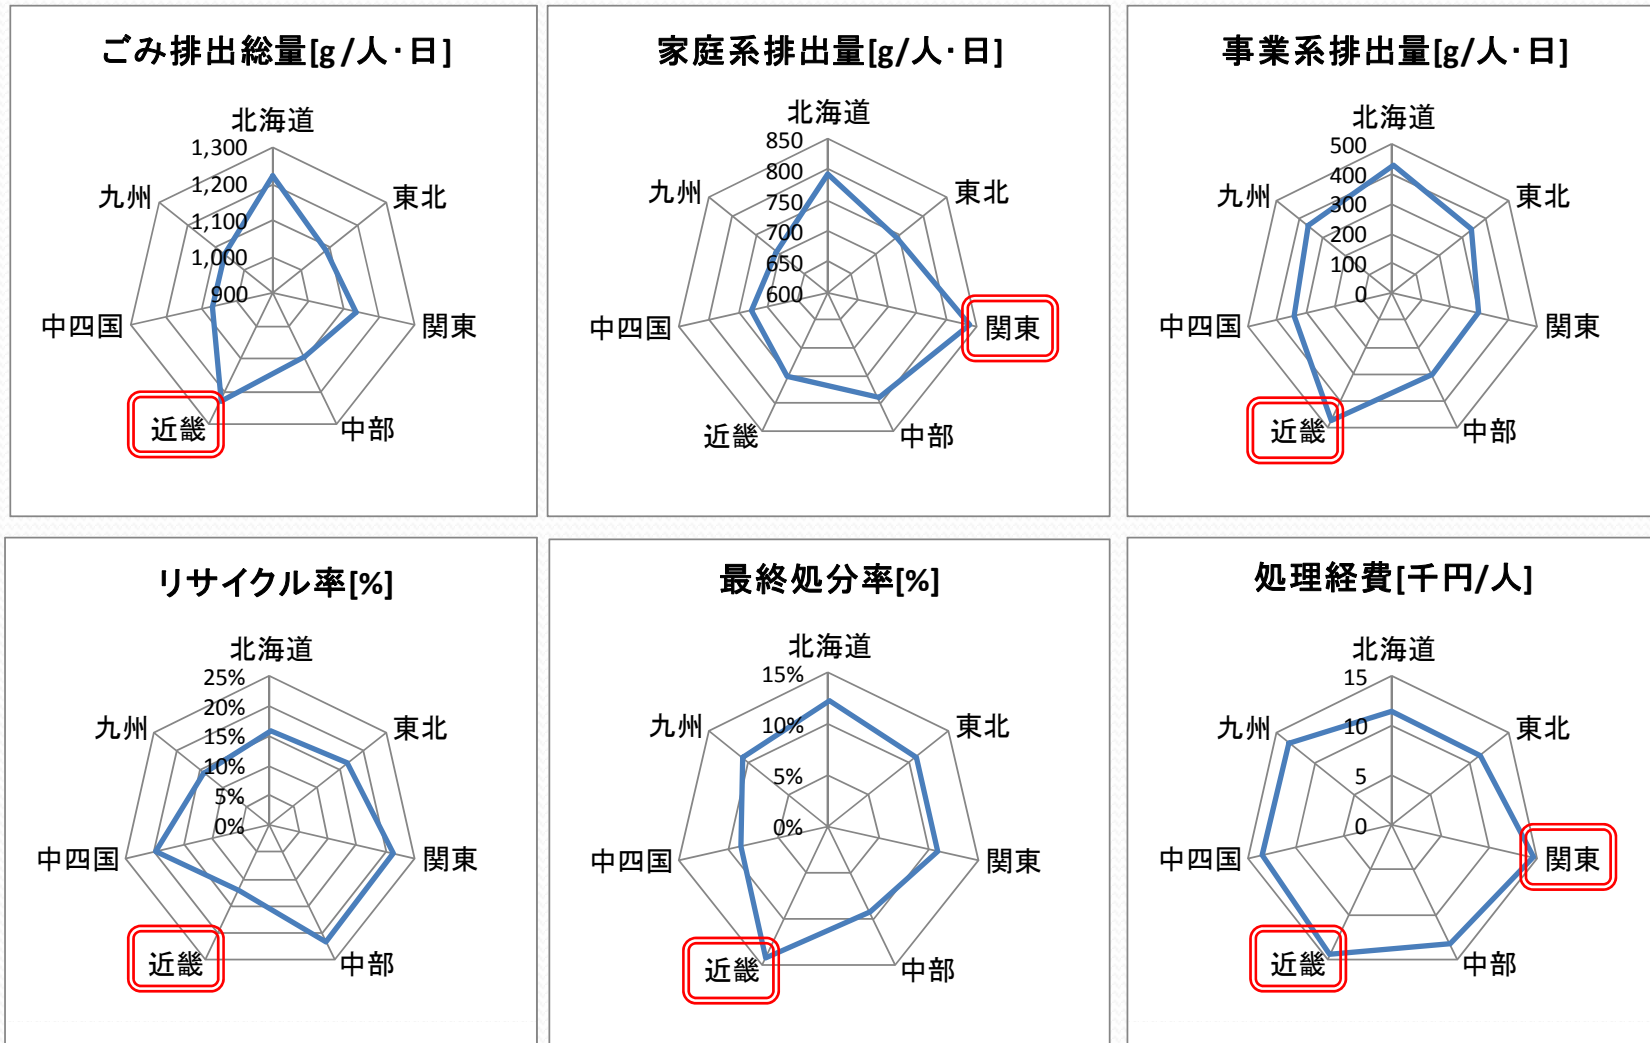 ごみ排出総量[g/人・日]
北海道
1,300
1,200
1,100
1,000
900
東北
関東
中部
近畿
中四国
九州
家庭系排出量[g/人・日]
北海道
850
800
750
700
650
600
東北
関東
中部
近畿
中四国
九州
事業系排出量[g/人・日]
北海道
500
400
300
200
100
0
東北
関東
中部
近畿
中四国
九州
リサイクル率[%]
北海道
25%
20%
15%
10%
5%
0%
東北
関東
中部
近畿
中四国
九州
最終処分率[%]
北海道
15%
10%
5%
0%
東北
関東
中部
近畿
中四国
九州
処理経費[千円/人]
北海道
15
10
5
0
東北
関東
中部
近畿
中四国
九州